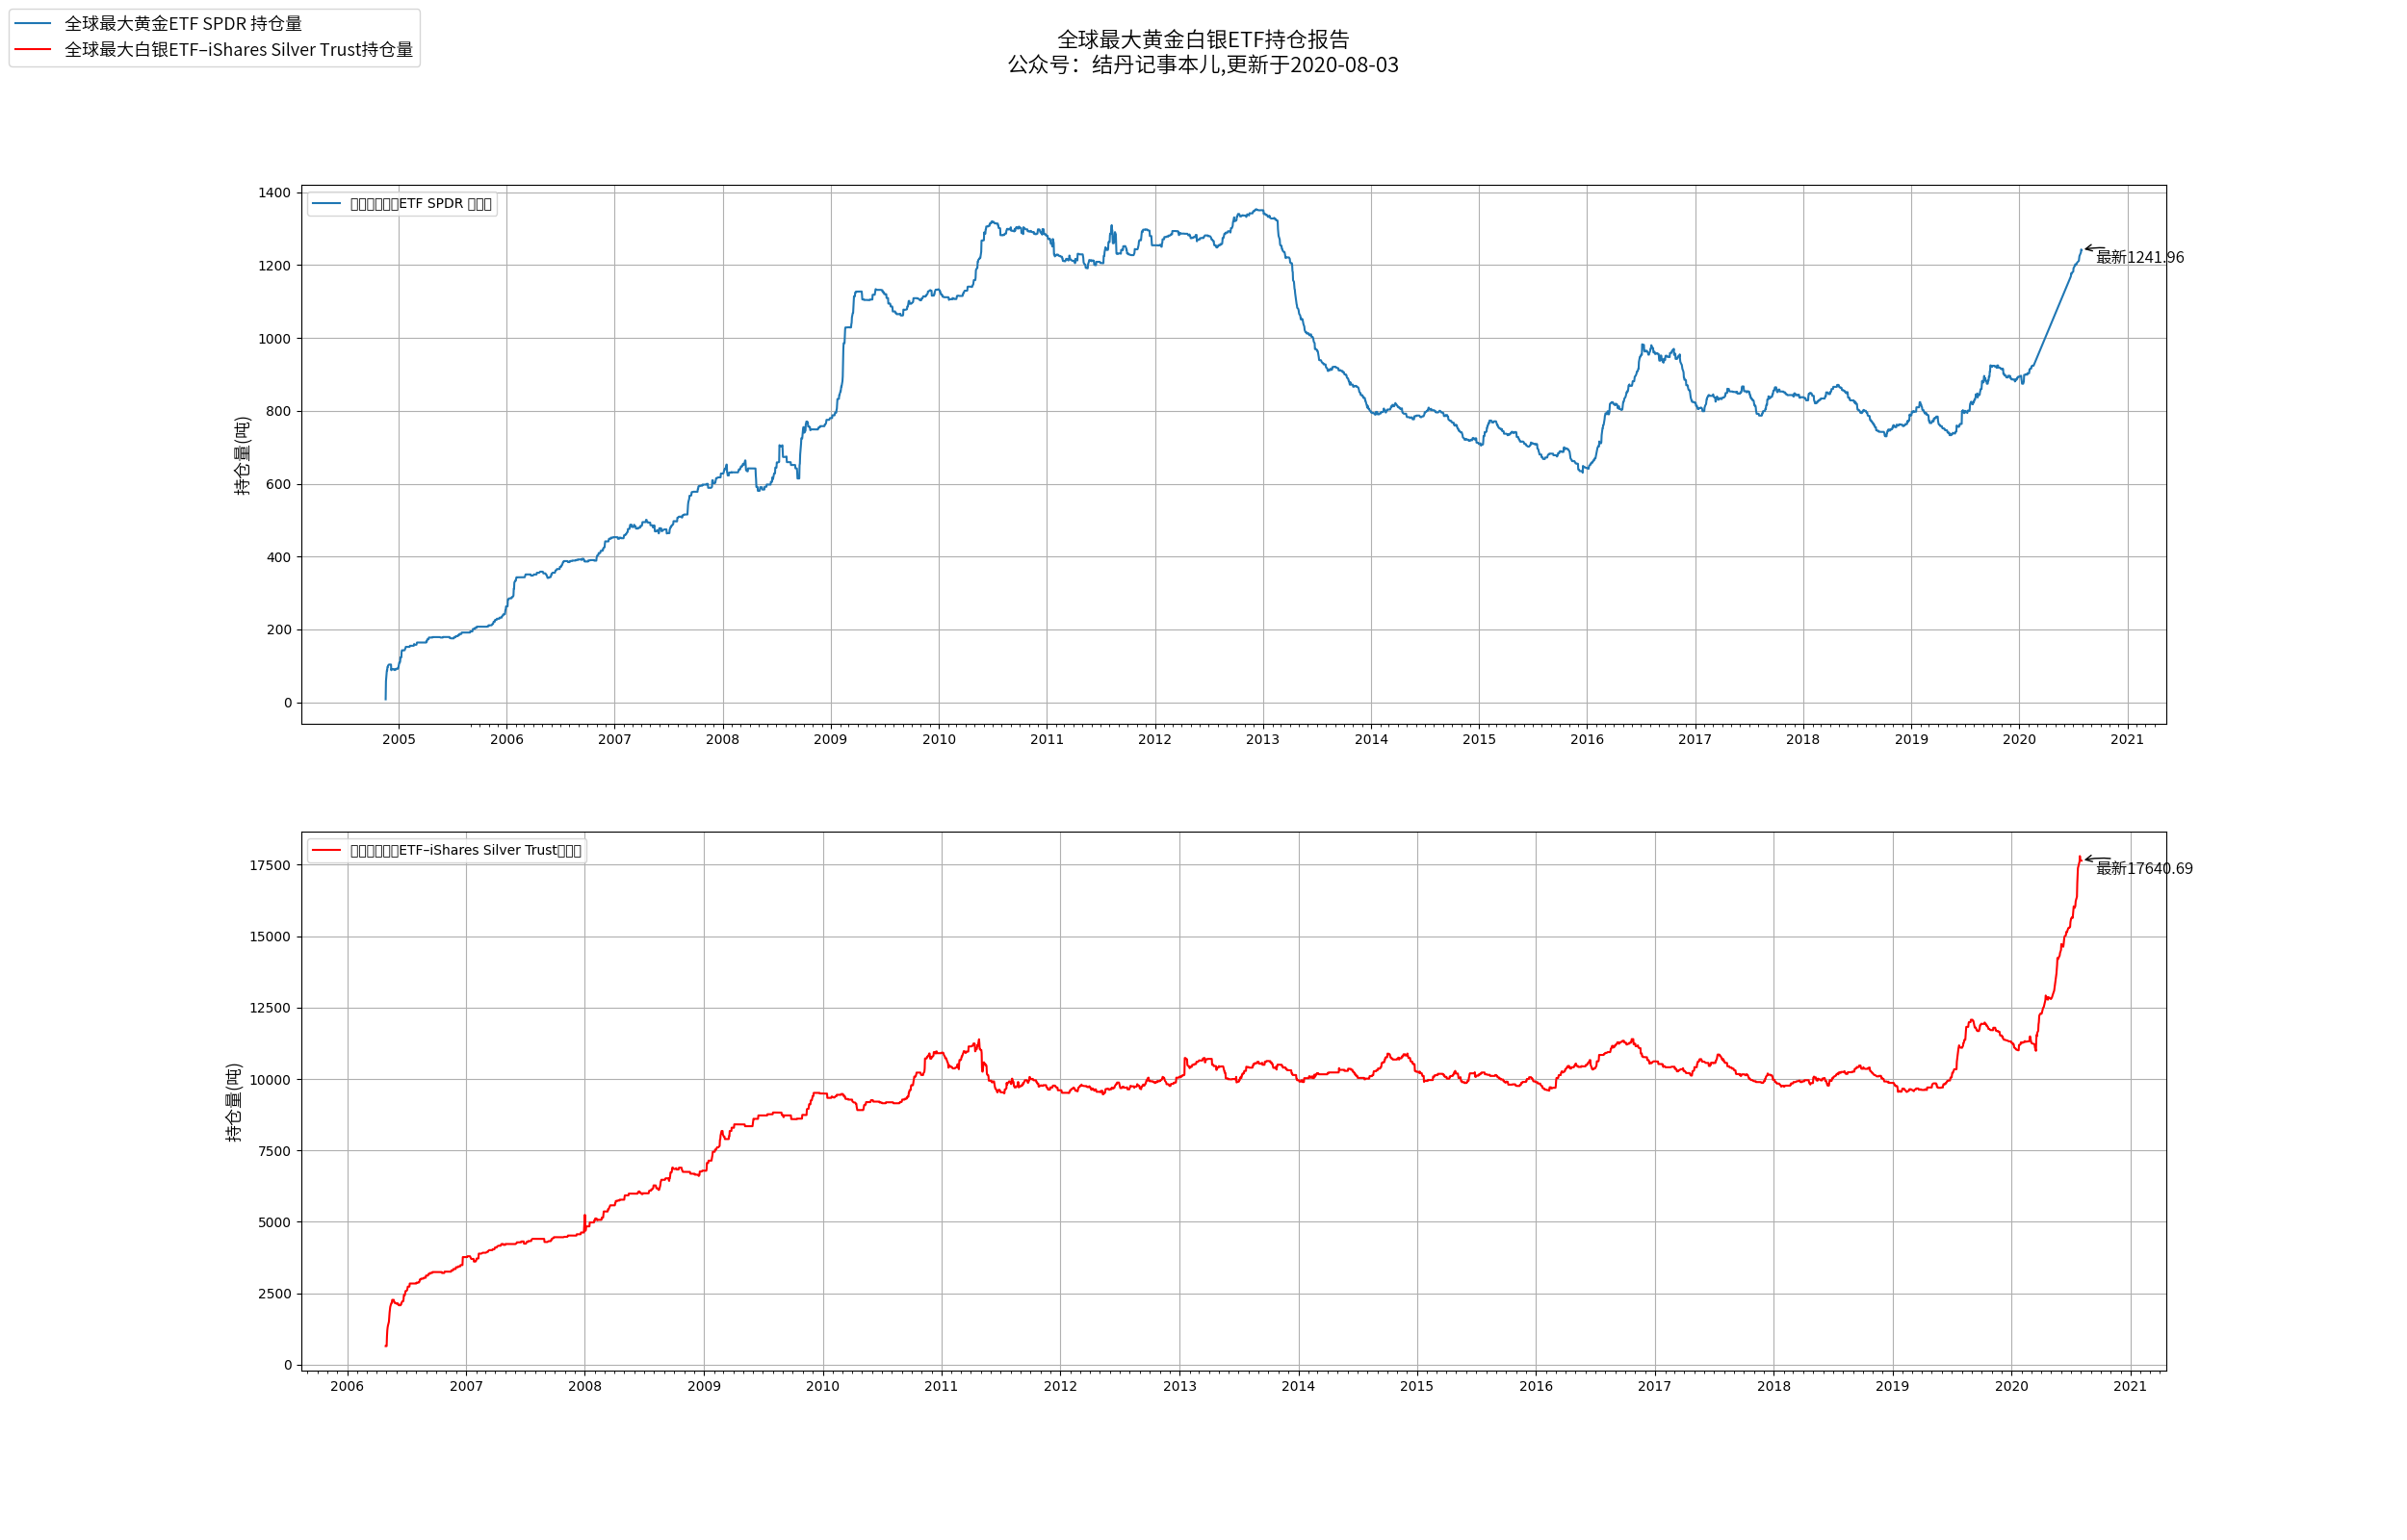 全球最大黄金ETF SPDR 持仓量
全球最大白银ETF–iShares Silver Trust持仓量
全球最大黄金白银ETF持仓报告
公众号：结丹记事本儿,更新于2020-08-03
ETF SPDR
持仓量(吨)
1400
1200
1000
800
600
400
200
0
最新1241.96
2005 2006 2007 2008 2009 2010 2011 2012 2013 2014 2015 2016 2017 2018 2019 2020 2021
ETF–iShares Silver Trust
持仓量(吨)
17500
15000
12500
10000
7500
5000
2500
0
最新17640.69
2006 2007 2008 2009 2010 2011 2012 2013 2014 2015 2016 2017 2018 2019 2020 2021